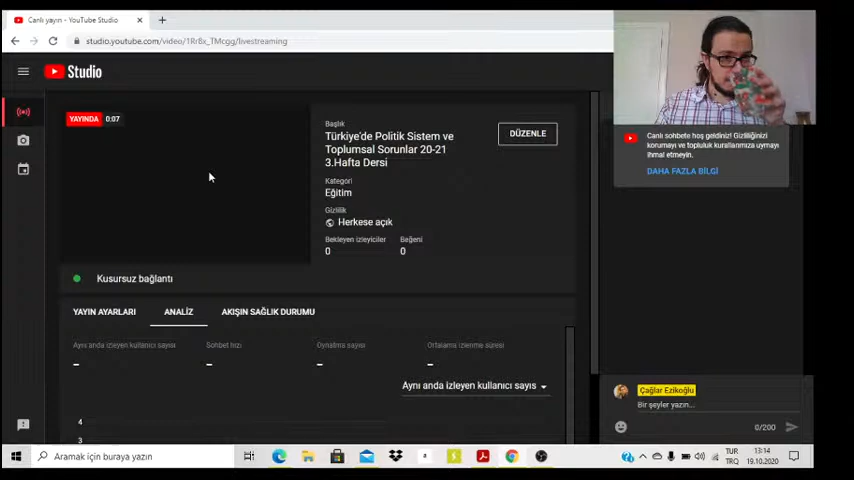 Canlı yayın - YouTube Studio
studio.youtube.com/video/1Rr8x_TMcgg/livestreaming
Studio
YAYINDA 0:07
Başlık
Türkiye'de Politik Sistem ve
Toplumsal Sorunlar 20-21
3.Hafta Dersi
DÜZENLE
Kategori
Eğitim
Gizlilik
Herkese açık
Bekleyen izleyiciler
0
Beğeni
0
Kusursuz bağlantı
YAYIN AYARLARI
ANALİZ
AKIŞIN SAĞLIK DURUMU
Aynı anda izleyen kullanıcı sayısı
–
Sohbet hızı
–
Oynatma sayısı
–
Ortalama izlenme süresi
–
Aynı anda izleyen kullanıcı sayıs
4
3
Canlı sohbete hoş geldiniz! Gizliliğinizi
korumayı ve topluluk kurallarımıza uymayı
ihmal etmeyin.
DAHA FAZLA BİLGİ
Çağlar Ezikoğlu
Bir şeyler yazın...
0/200
Aramak için buraya yazın
TUR
TRQ
13:14
19.10.2020